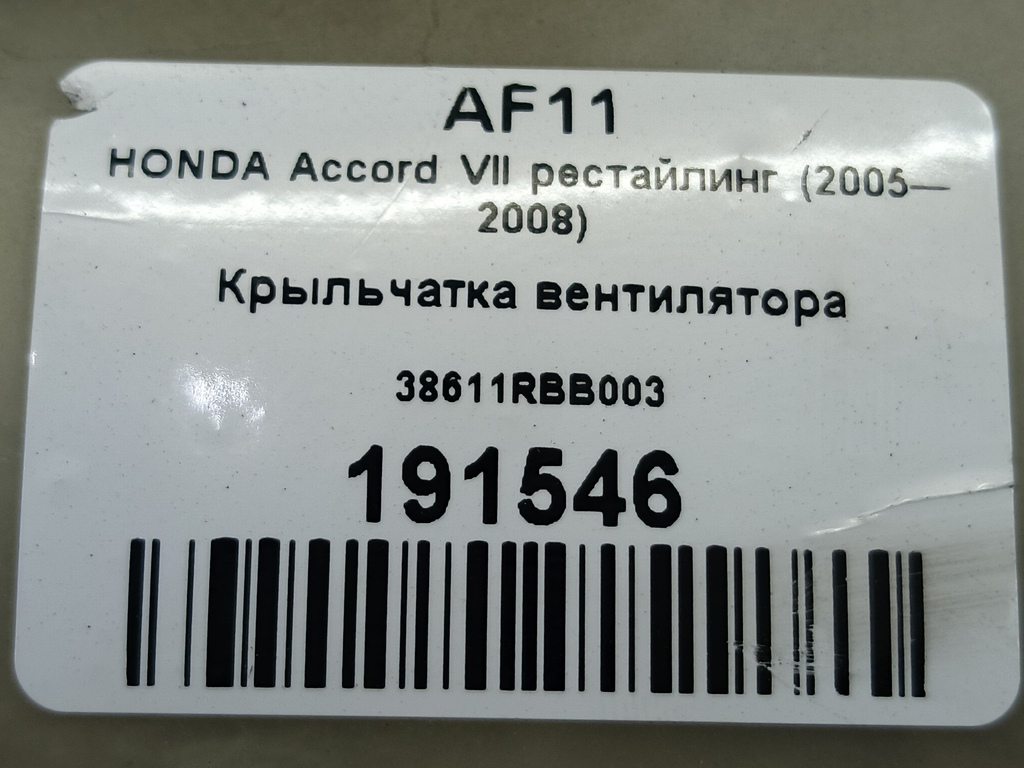 AF11
HONDA Accord VII рестайлинг (2005—
2008)
Крыльчатка вентилятора
38611RBB003
191546